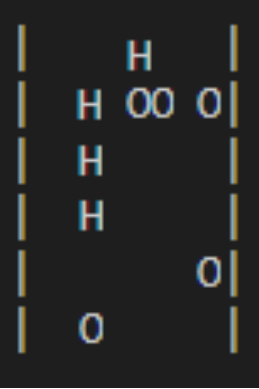 |    H   |
|  H OO O|
|  H     |
|  H     |
|       O|
|  O     |